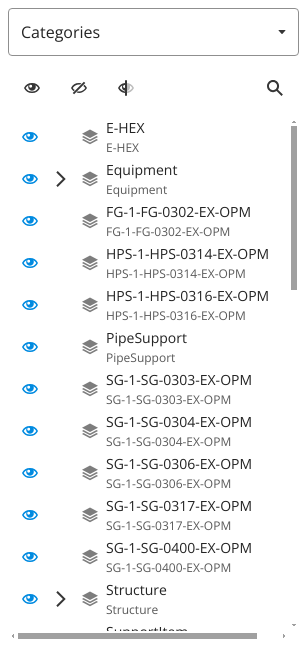 Categories
E-HEX
E-HEX
Equipment
Equipment
FG-1-FG-0302-EX-OPM
FG-1-FG-0302-EX-OPM
HPS-1-HPS-0314-EX-OPM
HPS-1-HPS-0314-EX-OPM
HPS-1-HPS-0316-EX-OPM
HPS-1-HPS-0316-EX-OPM
PipeSupport
PipeSupport
SG-1-SG-0303-EX-OPM
SG-1-SG-0303-EX-OPM
SG-1-SG-0304-EX-OPM
SG-1-SG-0304-EX-OPM
SG-1-SG-0306-EX-OPM
SG-1-SG-0306-EX-OPM
SG-1-SG-0317-EX-OPM
SG-1-SG-0317-EX-OPM
SG-1-SG-0400-EX-OPM
SG-1-SG-0400-EX-OPM
Structure
Structure
SupportItem